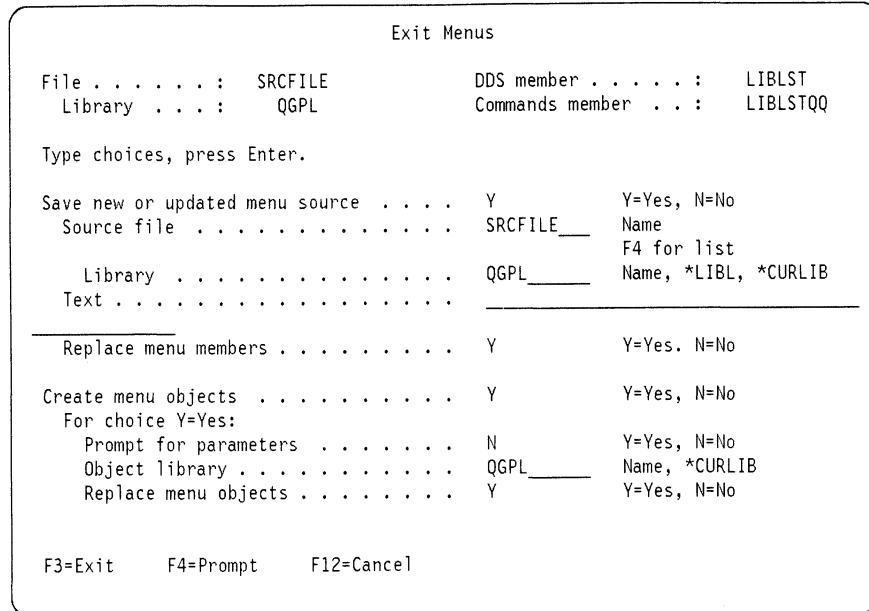 Exit Menus
File . . . . . . :   SRCFILE   DDS member . . . . . :   LIBLST
Library  . . . :   QGPL   Commands member  . . :   LIBLSTQQ
Type choices, press Enter.
Save new or updated menu source  . . . .   Y   Y=Yes, N=No
Source file  . . . . . . . . . . . . .   SRCFILE___   Name
F4 for list
Library  . . . . . . . . . . . . . .   QGPL______   Name, *LIBL, *CURLIB
Text . . . . . . . . . . . . . . . . .
Replace menu members . . . . . . . . .   Y   Y=Yes. N=No
Create menu objects  . . . . . . . . . .   Y   Y=Yes, N=No
For choice Y=Yes:
Prompt for parameters  . . . . . . .   N   Y=Yes, N=No
Object library . . . . . . . . . . .   QGPL______   Name, *CURLIB
Replace menu objects . . . . . . . .   Y   Y=Yes, N=No
F3=Exit   F4=Prompt   F12=Cancel